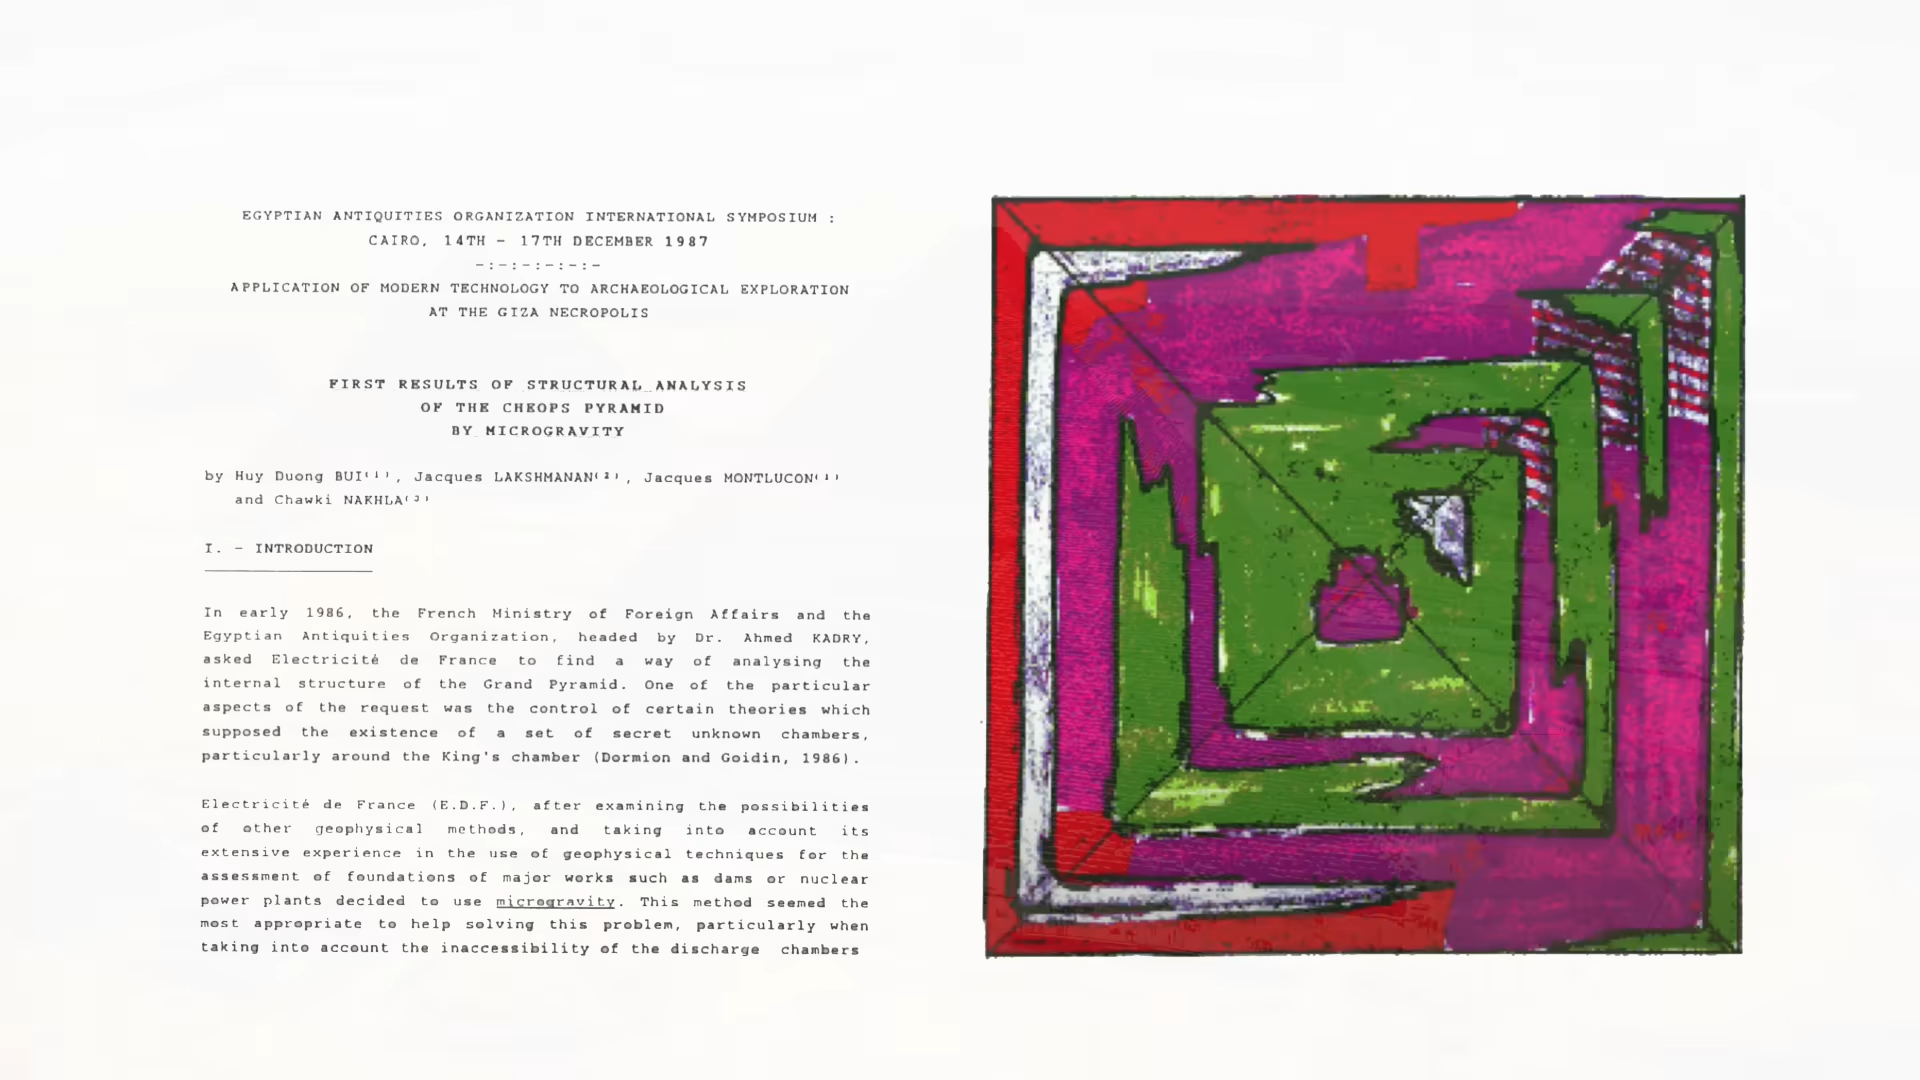 EGYPTIAN ANTIQUITIES ORGANIZATION INTERNATIONAL SYMPOSIUM :
CAIRO, 14TH - 17TH DECEMBER 1987
-:-:-:-:-:-
APPLICATION OF MODERN TECHNOLOGY TO ARCHAEOLOGICAL EXPLORATION
AT THE GIZA NECROPOLIS
FIRST RESULTS OF STRUCTURAL ANALYSIS
OF THE CHEOPS PYRAMID
BY MICROGRAVITY
by Huy Duong BUI(1), Jacques LAKSHMANAN(2), Jacques MONTLUCON(1)
and Chawki NAKHLA(3)
I. - INTRODUCTION
In early 1986, the French Ministry of Foreign Affairs and the
Egyptian Antiquities Organization, headed by Dr. Ahmed KADRY,
asked Electricité de France to find a way of analysing the
internal structure of the Grand Pyramid. One of the particular
aspects of the request was the control of certain theories which
supposed the existence of a set of secret unknown chambers,
particularly around the King's chamber (Dormion and Goidin, 1986).
Electricité de France (E.D.F.), after examining the possibilities
of other geophysical methods, and taking into account its
extensive experience in the use of geophysical techniques for the
assessment of foundations of major works such as dams or nuclear
power plants decided to use microgravity. This method seemed the
most appropriate to help solving this problem, particularly when
taking into account the inaccessibility of the discharge chambers